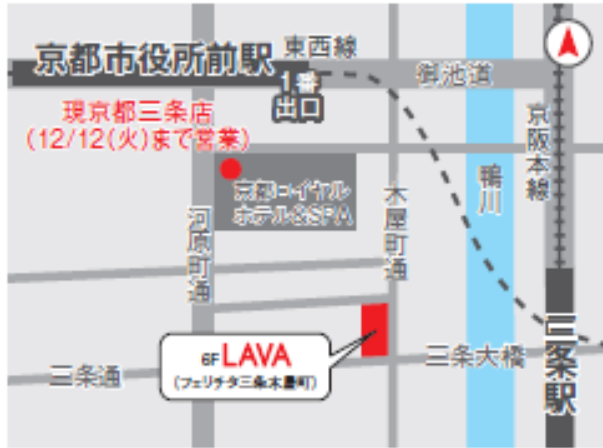 東西線
京都市役所前駅
御池道
1番
出口
現京都三条店
(12/12(火)まで営業)
京阪本線
京都ロイヤル
ホテル&SPA
鴨川
木屋町通
河原町通
6F LAVA
(フェリチタ三条木屋町)
三条大橋
三条通
三条駅